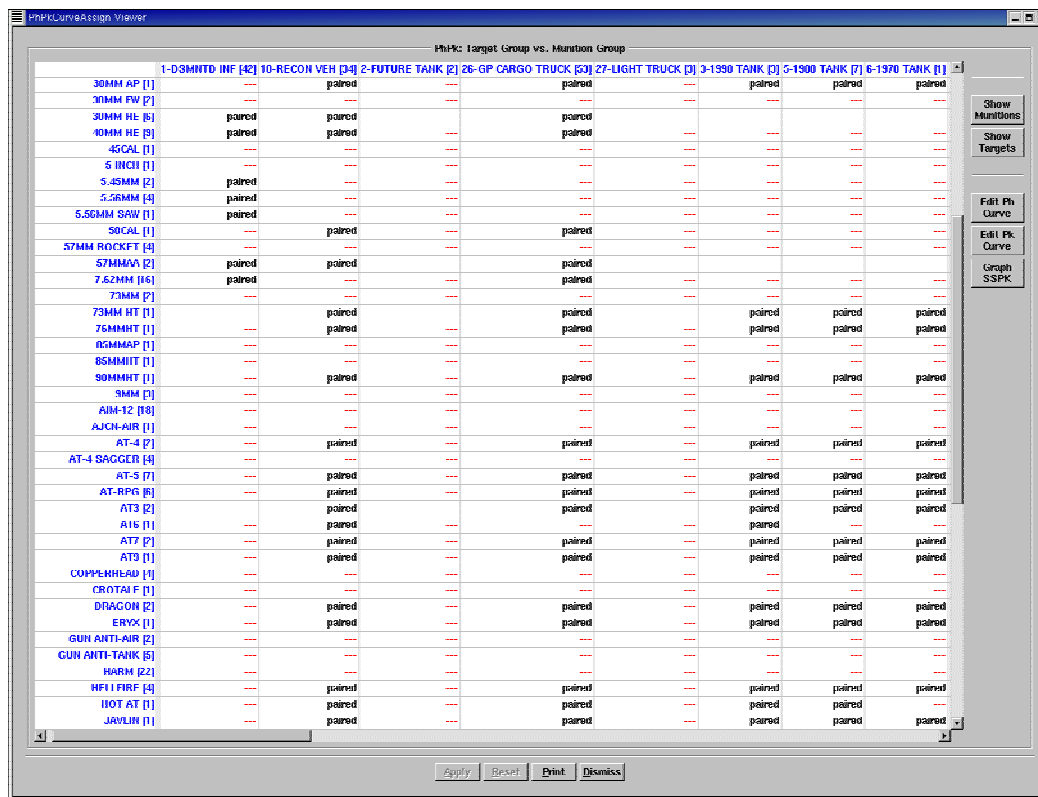 PhPkCurveAssign Viewer
PhPk: Target Group vs. Munition Group
1-DSMNTD INF [42] 10-RECON VEH [34] 2-FUTURE TANK [2] 26-GP CARGO TRUCK [53] 27-LIGHT TRUCK [3] 3-1990 TANK [3] 5-1900 TANK [7] 6-1970 TANK [1]
30MM AP [1] --- paired --- paired --- paired paired paired
30MM FW [2] --- --- --- --- --- --- --- ---
30MM HE [6] paired paired paired
40MM HE [9] paired paired --- paired --- --- --- ---
45CAL [1] --- --- --- --- --- --- --- ---
5 INCH [1] --- --- --- --- --- --- --- ---
5.45MM [2] paired --- --- --- --- --- --- ---
5.56MM [4] paired --- --- --- --- --- --- ---
5.56MM SAW [1] paired --- --- --- --- --- --- ---
50CAL [1] --- paired --- paired --- --- --- ---
57MM ROCKET [4] --- --- --- --- --- --- --- ---
57MMAA [2] paired paired paired
7.62MM [16] paired --- --- paired --- --- --- ---
73MM [2] --- --- --- --- --- --- --- ---
73MM HT [1] paired --- paired paired paired paired
76MMHT [1] --- paired --- paired --- paired paired paired
85MMAP [1] --- --- --- --- --- --- --- ---
85MMHT [1] --- --- --- --- --- --- --- ---
90MMHT [1] --- paired --- paired --- paired paired paired
9MM [3] --- --- --- --- --- --- --- ---
AIM-12 [18] --- --- --- --- --- --- --- ---
AJCN-AIR [1] --- --- --- --- --- --- --- ---
AT-4 [2] --- paired --- paired --- paired paired paired
AT-4 SAGGER [4] --- --- --- --- --- --- --- ---
AT-5 [7] --- paired --- paired --- paired paired paired
AT-RPG [6] --- paired --- paired --- paired paired paired
AT3 [2] paired paired paired paired paired
AT6 [1] --- paired --- --- --- paired --- ---
AT7 [2] --- paired --- paired --- paired paired paired
AT9 [1] --- paired --- paired --- paired paired paired
COPPERHEAD [4] --- --- --- --- --- --- --- ---
CROTALE [1] --- --- --- --- --- --- --- ---
DRAGON [2] --- paired --- paired --- paired paired paired
ERYX [1] --- paired --- paired --- paired paired paired
GUN ANTI-AIR [2] --- --- --- --- --- --- --- ---
GUN ANTI-TANK [5] --- --- --- --- --- --- --- ---
HARM [22] --- --- --- --- --- --- --- ---
HELLFIRE [4] --- paired --- paired --- paired paired paired
HOT AT [1] --- paired --- paired --- paired paired ---
JAVLIN [1] --- paired --- paired --- paired paired paired
Show
Munitions
Show
Targets
Edit Ph
Curve
Edit Pk
Curve
Graph
SSPK
Apply Reset Print Dismiss